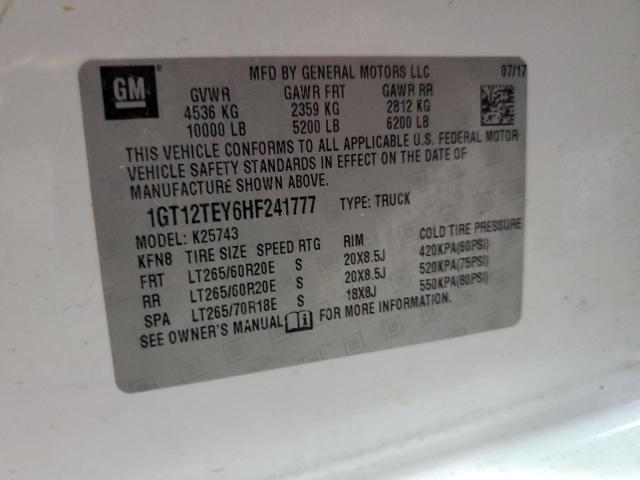 GM
MFD BY GENERAL MOTORS LLC 07/17
GVWR GAWR FRT GAWR RR
4536 KG 2359 KG 2812 KG
10000 LB 5200 LB 6200 LB
THIS VEHICLE CONFORMS TO ALL APPLICABLE U.S. FEDERAL MOTOR
VEHICLE SAFETY STANDARDS IN EFFECT ON THE DATE OF
MANUFACTURE SHOWN ABOVE.
1GT12TEY6HF241777 TYPE: TRUCK
MODEL: K25743
KFN8 TIRE SIZE SPEED RTG RIM COLD TIRE PRESSURE
FRT LT265/60R20E S 20X8.5J 420KPA(60PSI)
RR LT265/60R20E S 20X8.5J 520KPA(75PSI)
SPA LT265/70R18E S 18X8J 550KPA(80PSI)
SEE OWNER'S MANUAL FOR MORE INFORMATION.